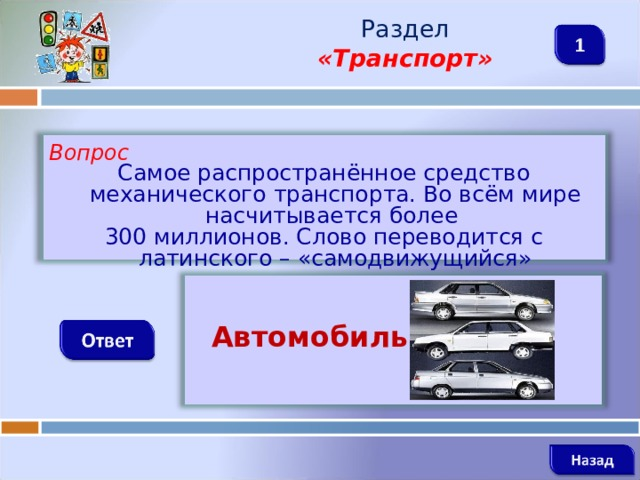 Раздел
«Транспорт»
1
Вопрос
Самое распространённое средство
механического транспорта. Во всём мире
насчитывается более
300 миллионов. Слово переводится с
латинского – «самодвижущийся»
Ответ
Автомобиль
Назад